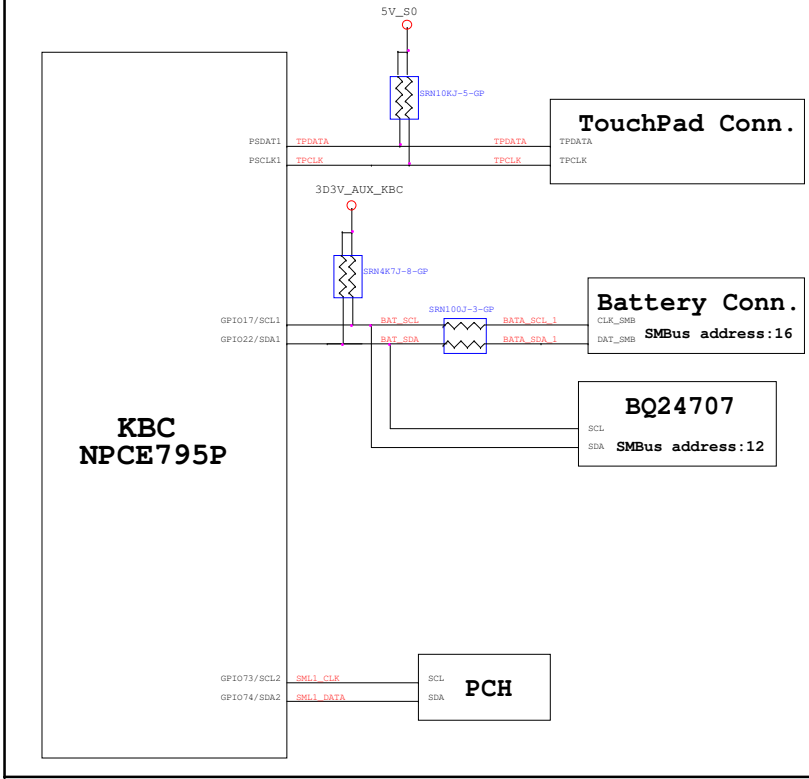 5V_S0
SRN10KJ-5-GP
TouchPad Conn.
PSDAT1 TPDATA TPDATA TPDATA
PSCLK1 TPCLK TPCLK TPCLK
3D3V_AUX_KBC
SRN4K7J-8-GP
SRN100J-3-GP
Battery Conn.
GPIO17/SCL1 BAT_SCL BATA_SCL_1 CLK_SMB
SMBus address:16
GPIO22/SDA1 BAT_SDA BATA_SDA_1 DAT_SMB
BQ24707
SCL
SDA SMBus address:12
KBC
NPCE795P
GPIO73/SCL2 SML1_CLK SCL
PCH
GPIO74/SDA2 SML1_DATA SDA